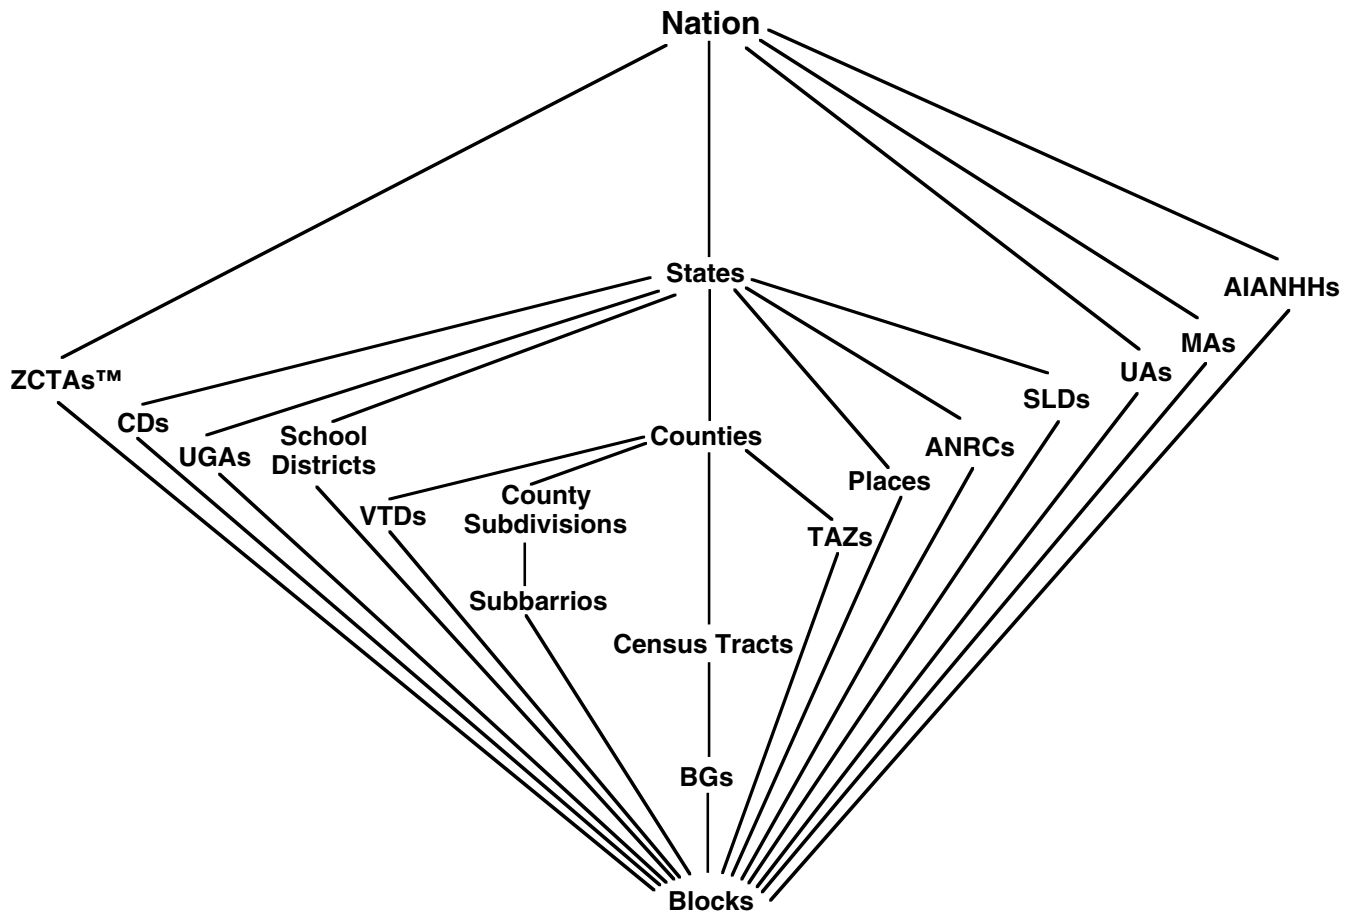 Nation
States
AIANHHs
MAs
UAs
ZCTAs™
SLDs
CDs
UGAs
School
Districts
Counties
ANRCs
Places
VTDs
County
Subdivisions
TAZs
Subbarrios
Census Tracts
BGs
Blocks